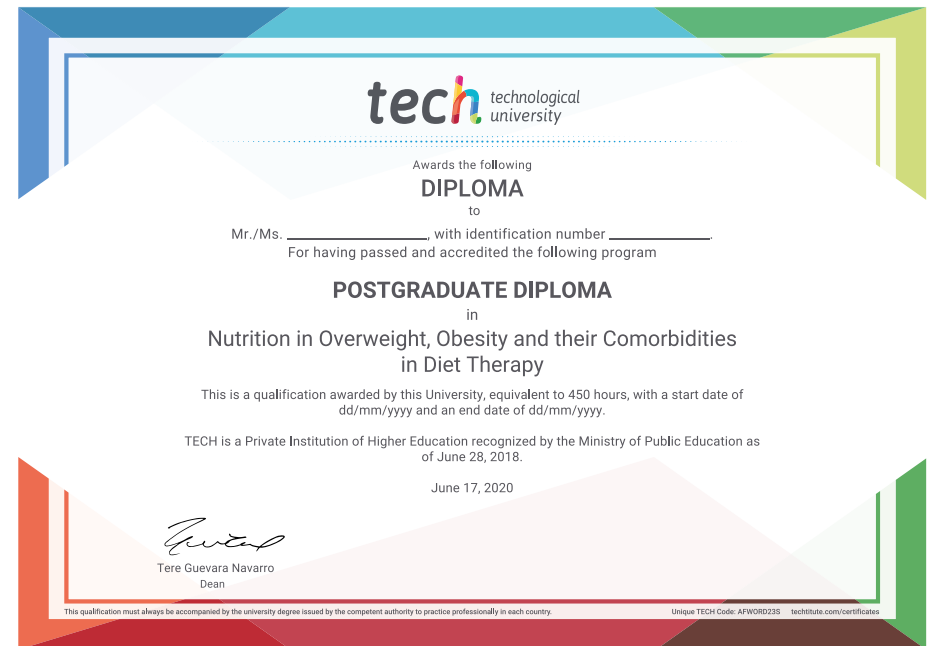 tech technological
university
Awards the following
DIPLOMA
to
Mr./Ms. ____________________, with identification number ______________.
For having passed and accredited the following program
POSTGRADUATE DIPLOMA
in
Nutrition in Overweight, Obesity and their Comorbidities
in Diet Therapy
This is a qualification awarded by this University, equivalent to 450 hours, with a start date of
dd/mm/yyyy and an end date of dd/mm/yyyy.
TECH is a Private Institution of Higher Education recognized by the Ministry of Public Education as
of June 28, 2018.
June 17, 2020
Tere Guevara Navarro
Dean
This qualification must always be accompanied by the university degree issued by the competent authority to practice professionally in each country. Unique TECH Code: AFWORD23S techtitute.com/certificates